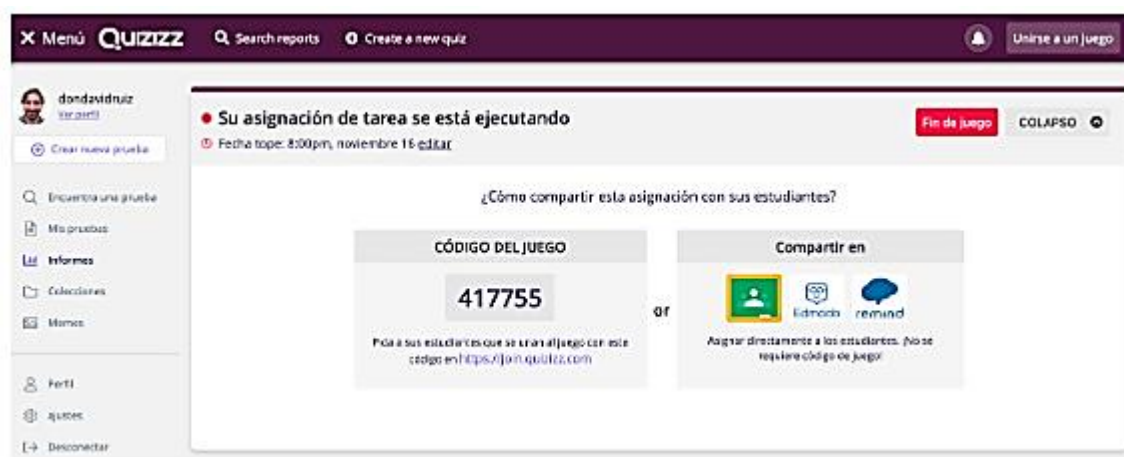 X Menú QUIZIZZ Search reports Create a new quiz Unirse a un juego
dondavidruiz
Ver perfil
Crear nueva prueba
Encuentra una prueba
Mis pruebas
Informes
Colecciones
Memes
Perfil
ajustes
Desconectar
Su asignación de tarea se está ejecutando
Fecha tope: 8:00pm, noviembre 16 editar
Fin de juego COLAPSO
¿Cómo compartir esta asignación con sus estudiantes?
CÓDIGO DEL JUEGO
417755
Pida a sus estudiantes que se unan al juego con este
código en https://join.quizizz.com
or
Compartir en
Edmodo remind
Asignar directamente a los estudiantes. ¡No se
requiere código de juego!